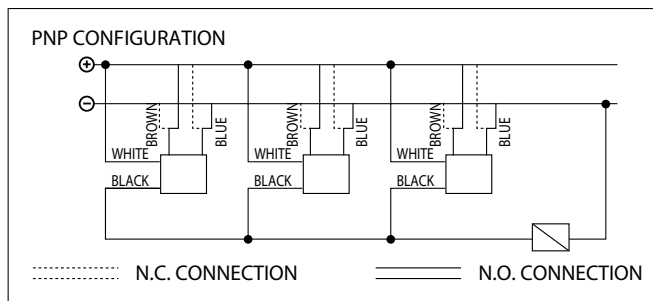 PNP CONFIGURATION
+
−
BROWN BLUE BROWN BLUE BROWN BLUE
WHITE WHITE WHITE
BLACK BLACK BLACK
N.C. CONNECTION N.O. CONNECTION